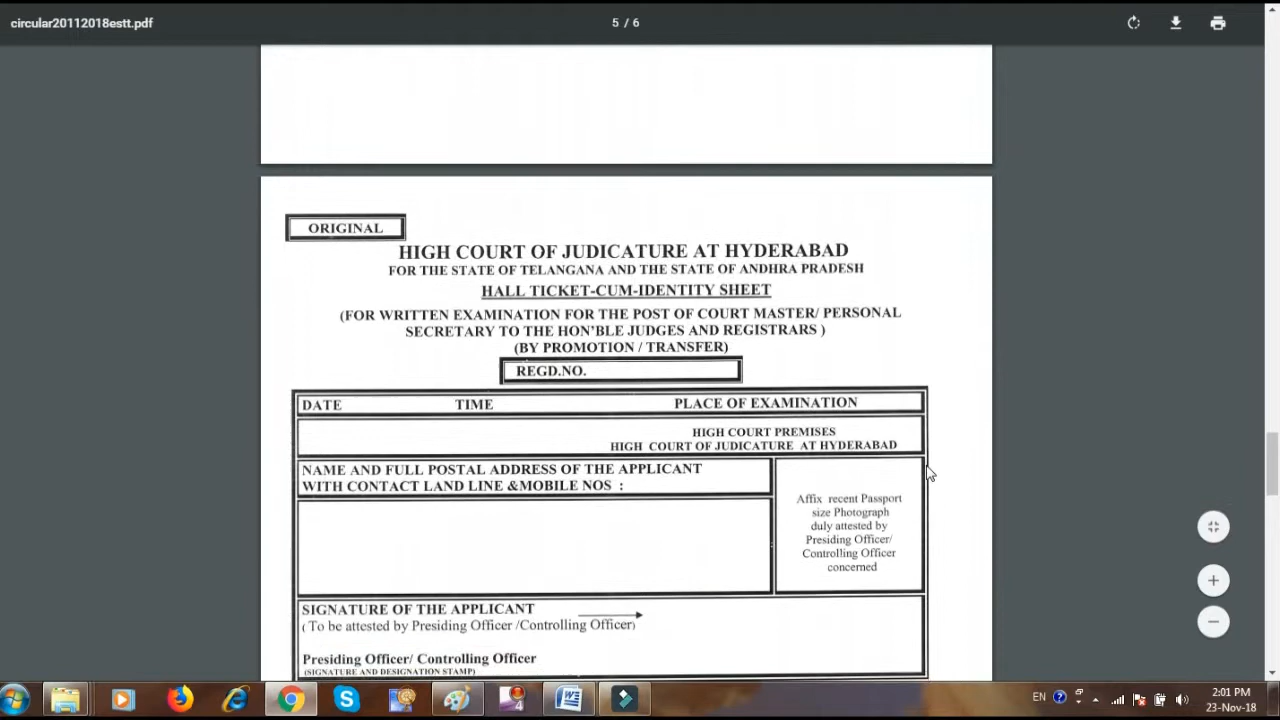 circular20112018estt.pdf
5 / 6
ORIGINAL
HIGH COURT OF JUDICATURE AT HYDERABAD
FOR THE STATE OF TELANGANA AND THE STATE OF ANDHRA PRADESH
HALL TICKET-CUM-IDENTITY SHEET
(FOR WRITTEN EXAMINATION FOR THE POST OF COURT MASTER/ PERSONAL
SECRETARY TO THE HON'BLE JUDGES AND REGISTRARS )
(BY PROMOTION / TRANSFER)
REGD.NO.
DATE TIME PLACE OF EXAMINATION
HIGH COURT PREMISES
HIGH COURT OF JUDICATURE AT HYDERABAD
NAME AND FULL POSTAL ADDRESS OF THE APPLICANT
WITH CONTACT LAND LINE &MOBILE NOS :
Affix recent Passport
size Photograph
duly attested by
Presiding Officer/
Controlling Officer
concerned
SIGNATURE OF THE APPLICANT
( To be attested by Presiding Officer /Controlling Officer)
Presiding Officer/ Controlling Officer
(SIGNATURE AND DESIGNATION STAMP)
EN
2:01 PM
23-Nov-18